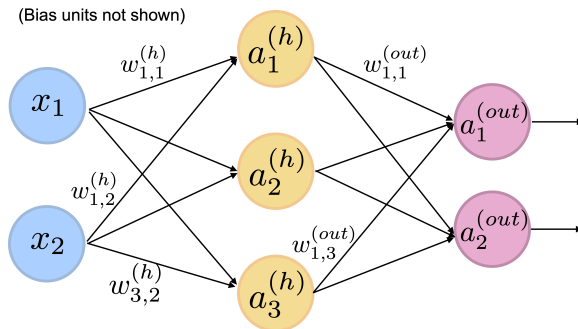 (Bias units not shown)
x_1
x_2
w_{1,1}^{(h)}
w_{1,2}^{(h)}
w_{3,2}^{(h)}
a_1^{(h)}
a_2^{(h)}
a_3^{(h)}
w_{1,1}^{(out)}
w_{1,3}^{(out)}
a_1^{(out)}
a_2^{(out)}